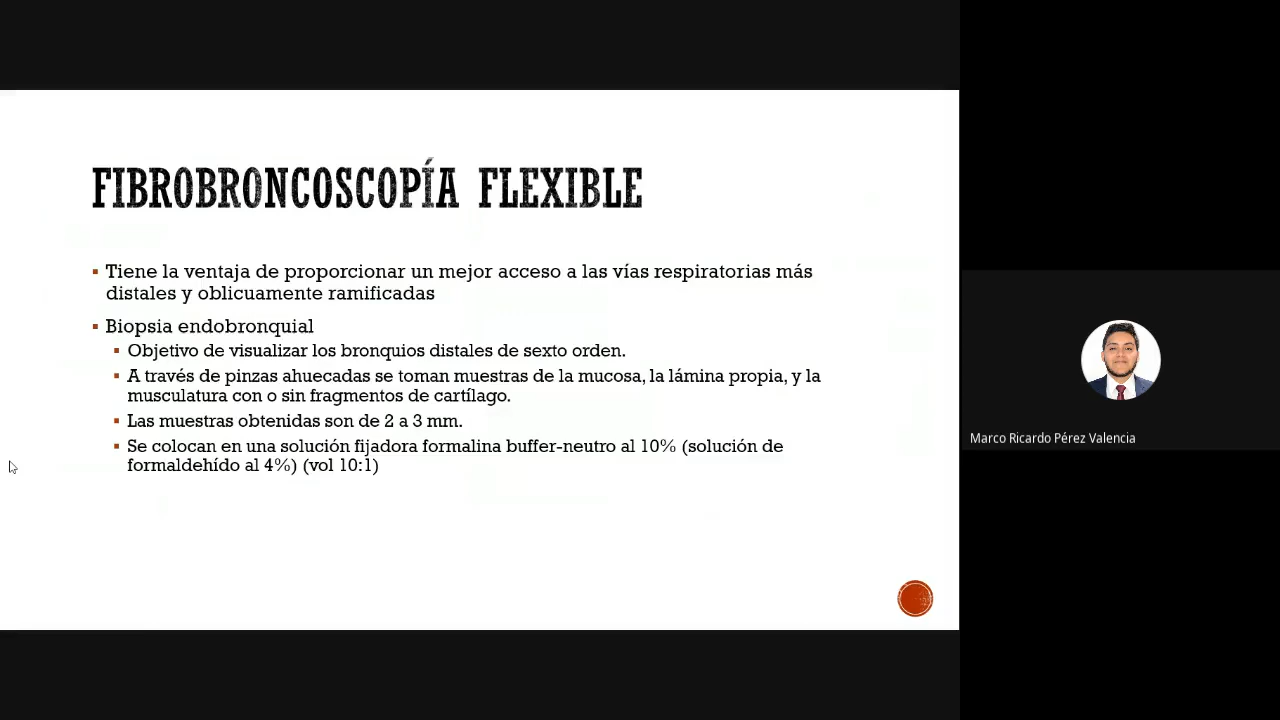 FIBROBRONCOSCOPÍA FLEXIBLE
▪ Tiene la ventaja de proporcionar un mejor acceso a las vías respiratorias más
distales y oblicuamente ramificadas
▪ Biopsia endobronquial
▪ Objetivo de visualizar los bronquios distales de sexto orden.
▪ A través de pinzas ahuecadas se toman muestras de la mucosa, la lámina propia, y la
musculatura con o sin fragmentos de cartílago.
▪ Las muestras obtenidas son de 2 a 3 mm.
▪ Se colocan en una solución fijadora formalina buffer-neutro al 10% (solución de
formaldehído al 4%) (vol 10:1)
Marco Ricardo Pérez Valencia